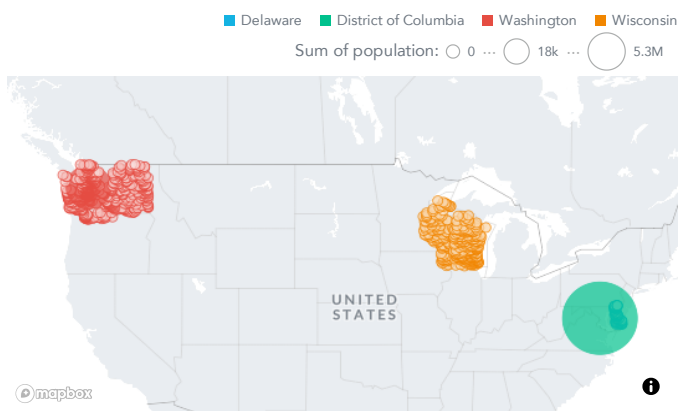 Delaware District of Columbia Washington Wisconsin
Sum of population: 0 ··· 18k ··· 5.3M
UNITED
STATES
mapbox
i